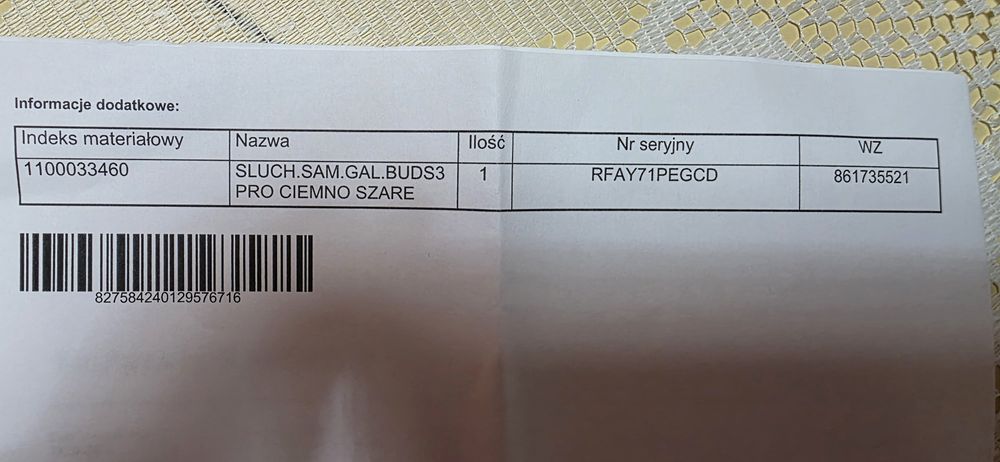 Informacje dodatkowe:
Indeks materiałowy Nazwa Ilość Nr seryjny WZ
1100033460 SLUCH.SAM.GAL.BUDS3 1 RFAY71PEGCD 861735521
PRO CIEMNO SZARE
827584240129576716